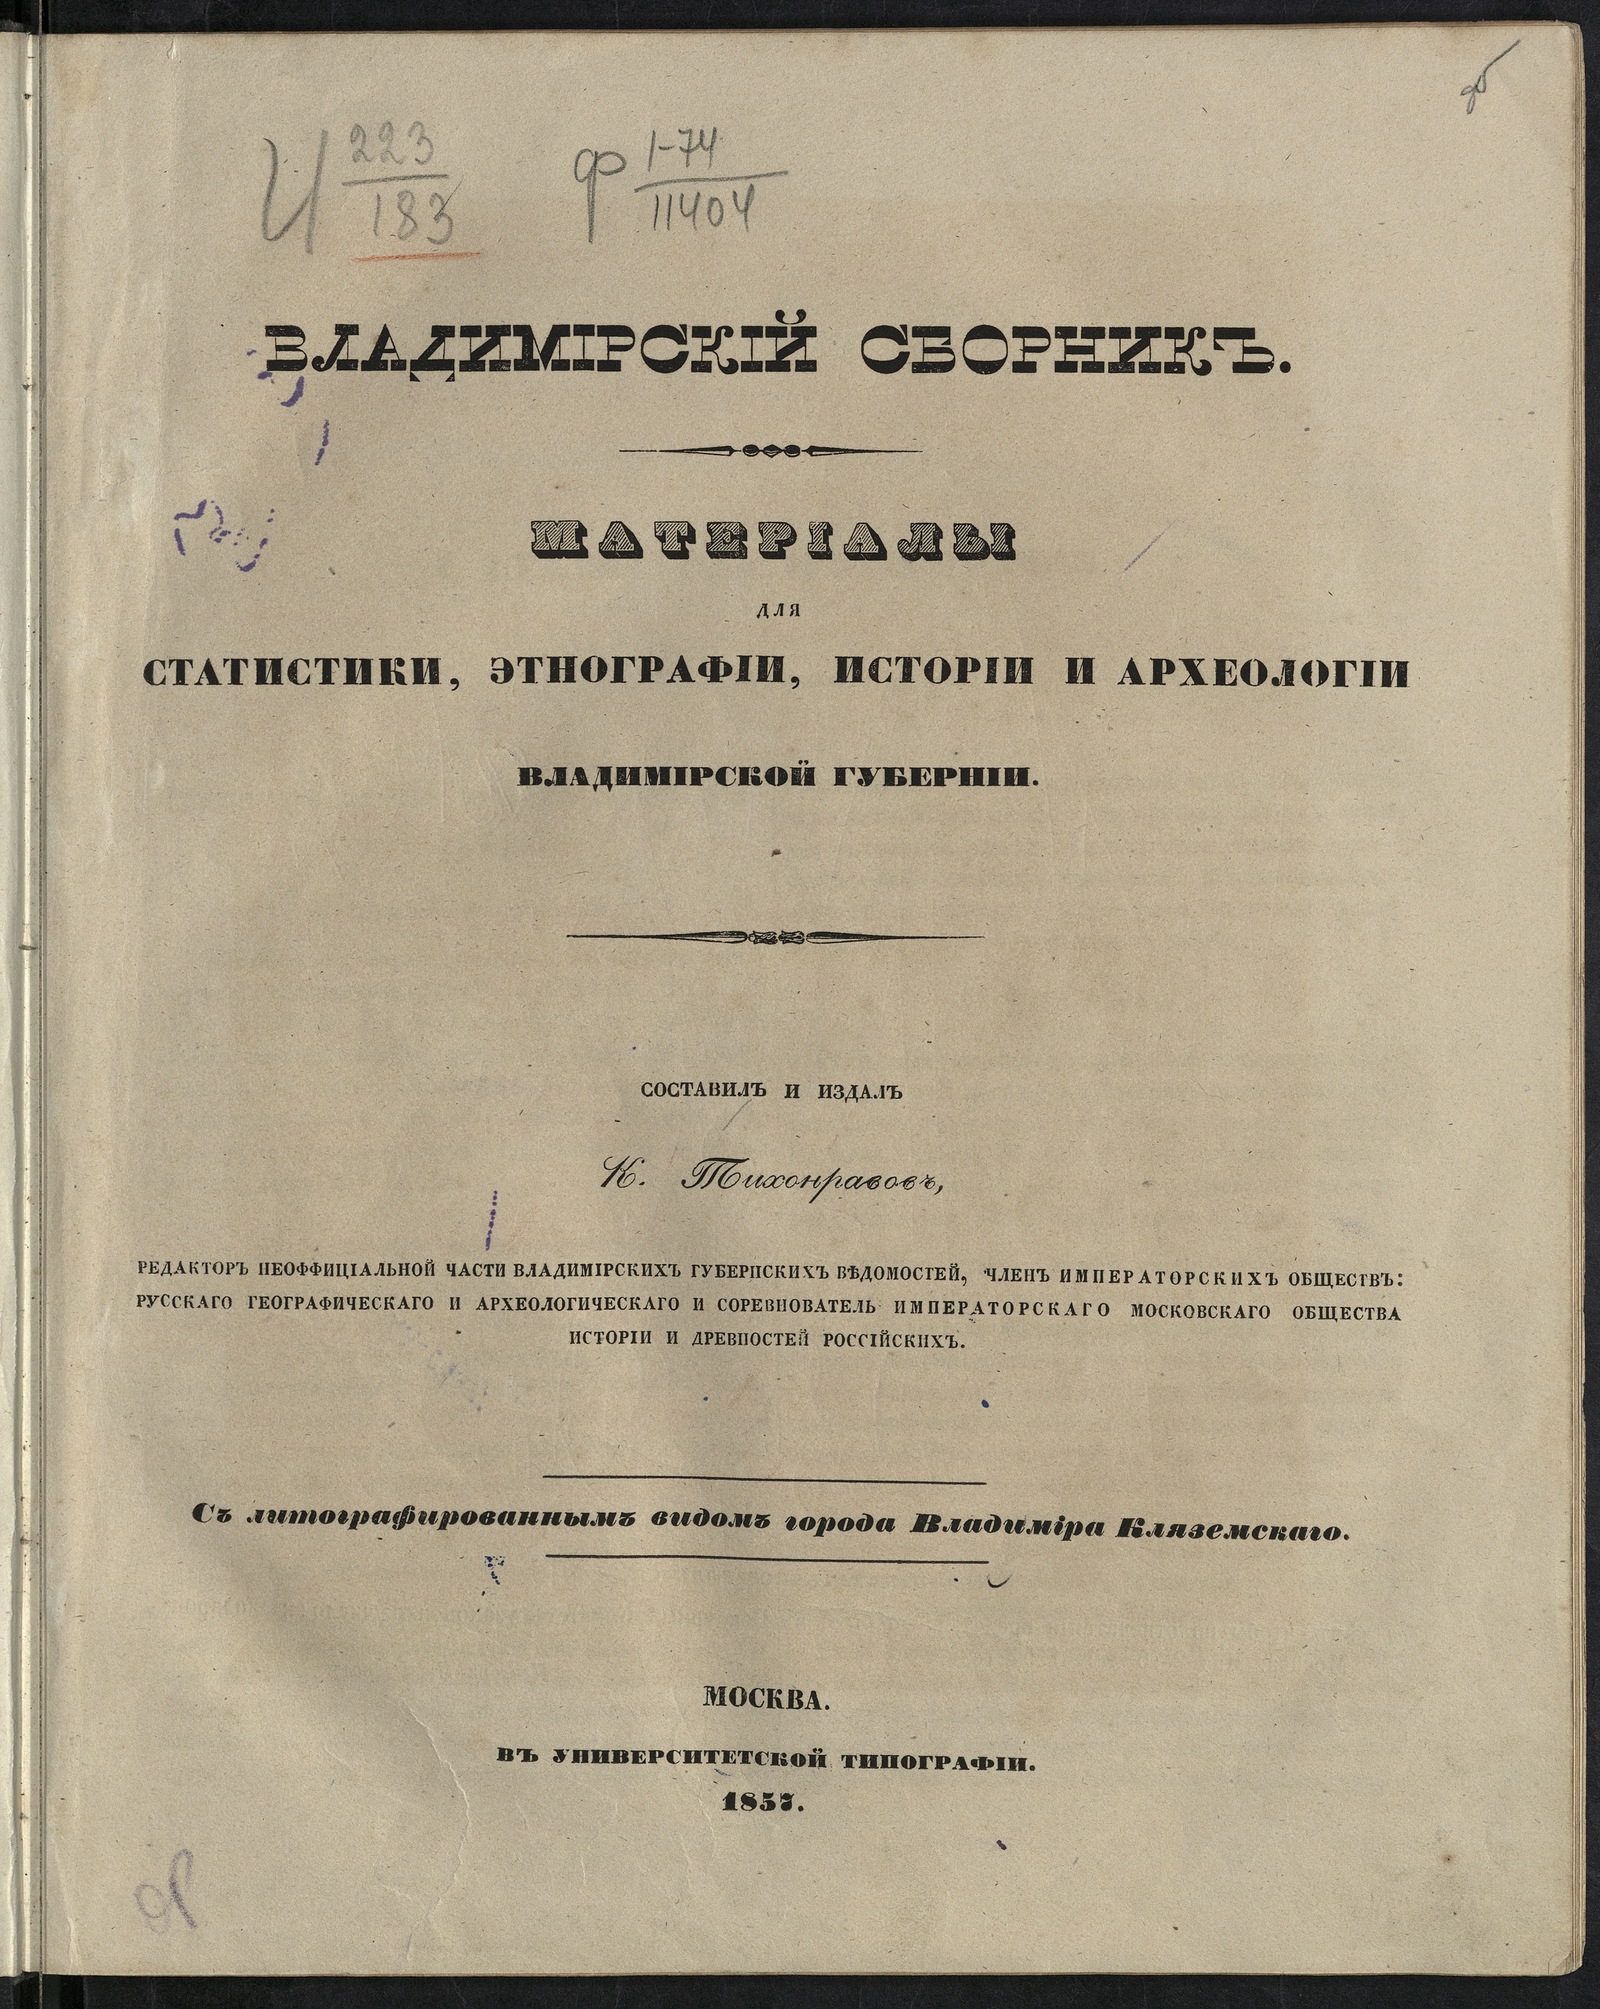 И 223 Ф 1-74
183 11404
ВЛАДИМІРСКІЙ СБОРНИКЪ.
МАТЕРІАЛЫ
ДЛЯ
СТАТИСТИКИ, ЭТНОГРАФІИ, ИСТОРІИ И АРХЕОЛОГІИ
ВЛАДИМІРСКОЙ ГУБЕРНІИ.
СОСТАВИЛЪ И ИЗДАЛЪ
К. Тихонравовъ,
РЕДАКТОРЪ НЕОФФИЦІАЛЬНОЙ ЧАСТИ ВЛАДИМІРСКИХЪ ГУБЕРНСКИХЪ ВѢДОМОСТЕЙ, ЧЛЕНЪ ИМПЕРАТОРСКИХЪ ОБЩЕСТВЪ:
РУССКАГО ГЕОГРАФИЧЕСКАГО И АРХЕОЛОГИЧЕСКАГО И СОРЕВНОВАТЕЛЬ ИМПЕРАТОРСКАГО МОСКОВСКАГО ОБЩЕСТВА
ИСТОРІИ И ДРЕВНОСТЕЙ РОССІЙСКИХЪ.
Съ литографированнымъ видомъ города Владиміра Кляземскаго.
МОСКВА.
ВЪ УНИВЕРСИТЕТСКОЙ ТИПОГРАФІИ.
1857.